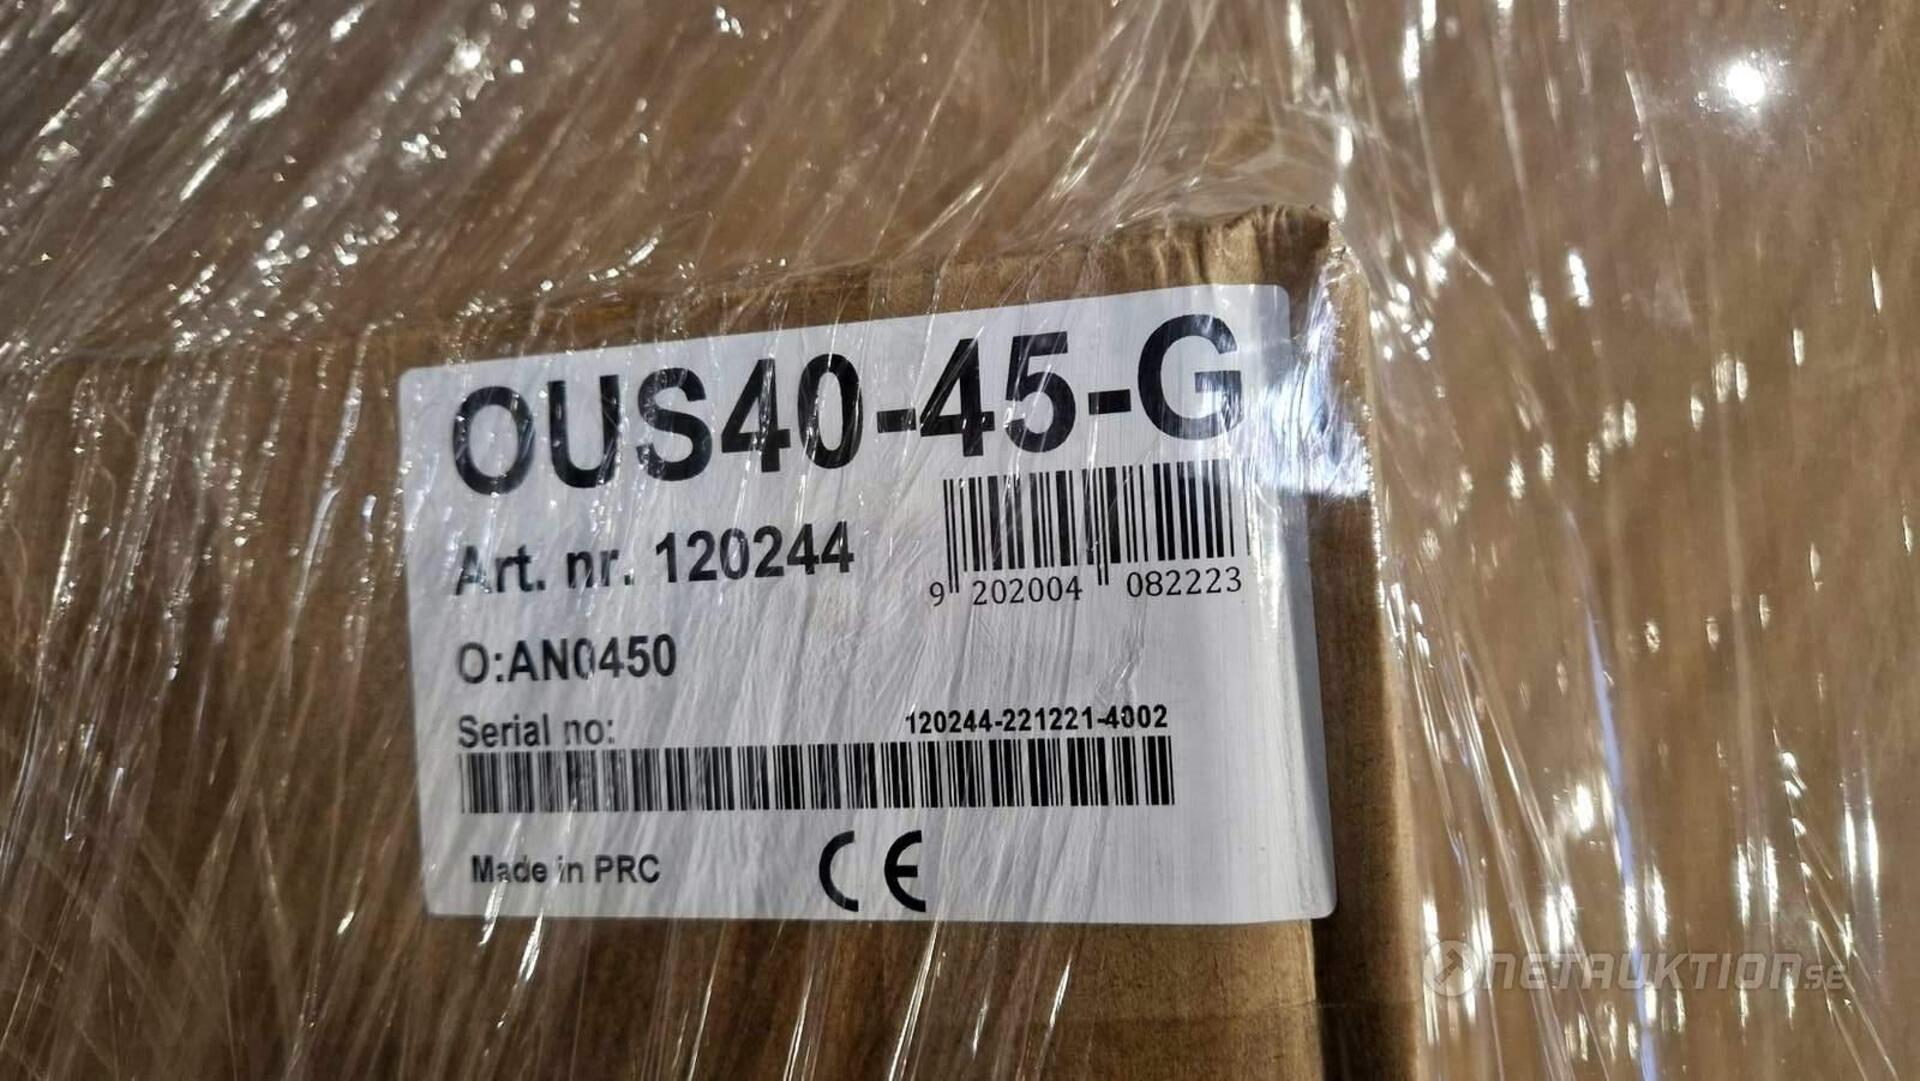 OUS40-45-G
Art. nr. 120244
9 202004 082223
O:AN0450
Serial no: 120244-221221-4002
Made in PRC
CE
NETAUKTION.SE